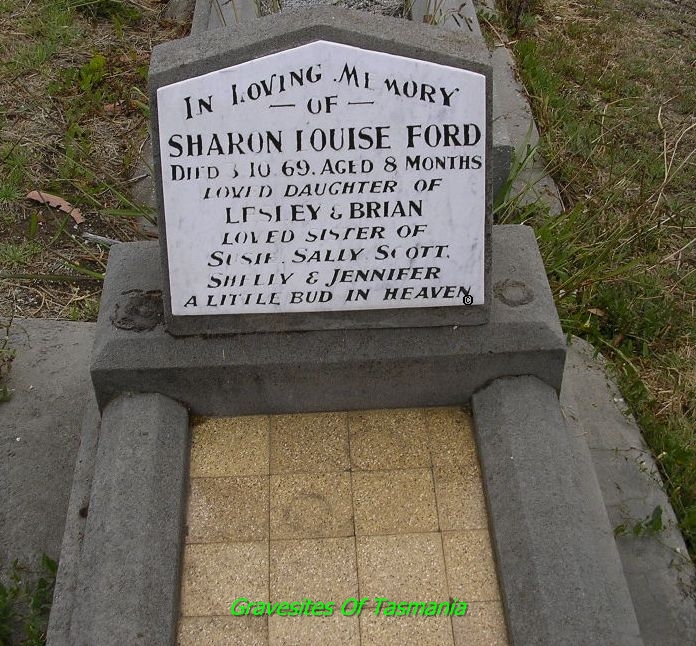 IN LOVING MEMORY
— OF —
SHARON LOUISE FORD
DIED 3.10.69. AGED 8 MONTHS
LOVED DAUGHTER OF
LESLEY & BRIAN
LOVED SISTER OF
SUSIE, SALLY, SCOTT,
SHELLY & JENNIFER
A LITTLE BUD IN HEAVEN
Gravesites Of Tasmania